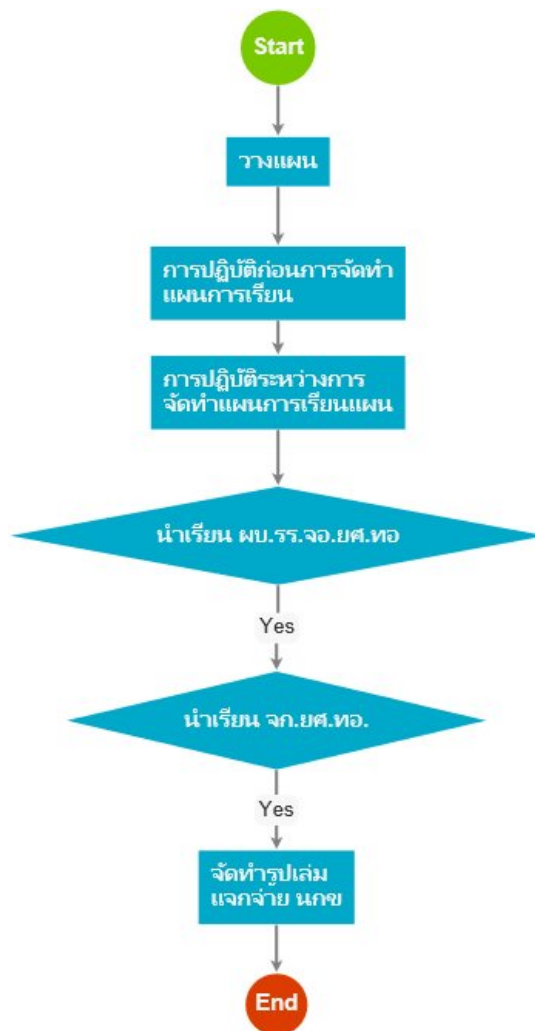 Start
วางแผน
การปฏิบัติก่อนการจัดทำ
แผนการเรียน
การปฏิบัติระหว่างการ
จัดทำแผนการเรียนแผน
นำเรียน ผบ.รร.จอ.ยศ.ทอ
Yes
นำเรียน จก.ยศ.ทอ.
Yes
จัดทำรูปเล่ม
แจกจ่าย นกข
End